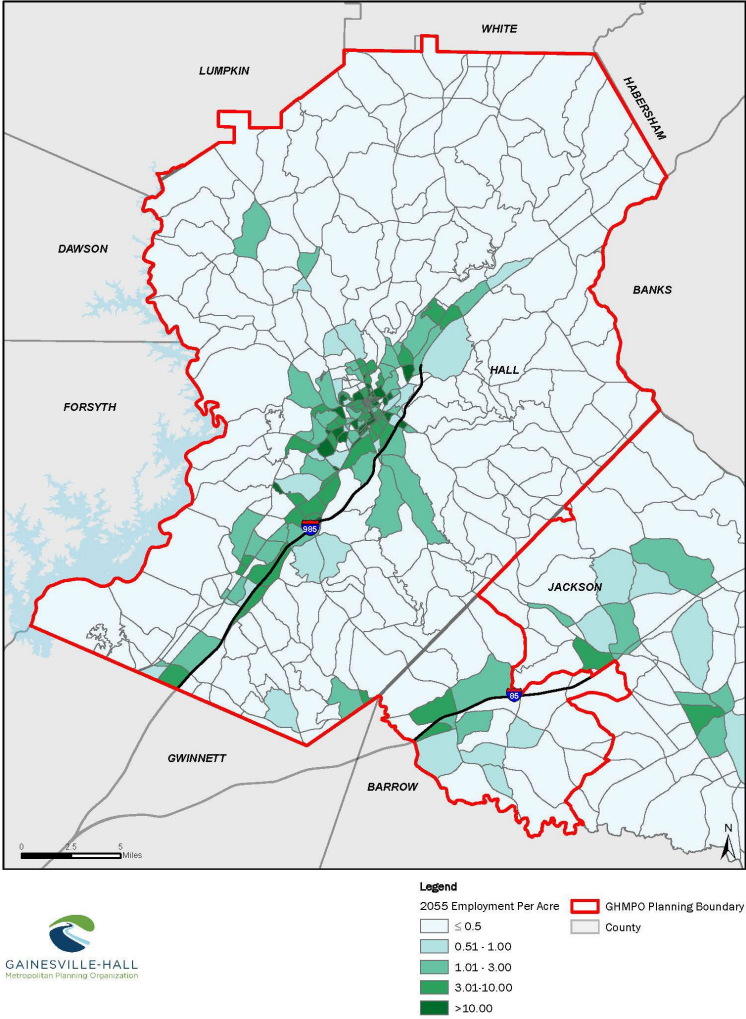 WHITE
LUMPKIN
HABERSHAM
DAWSON
BANKS
HALL
FORSYTH
985
JACKSON
85
GWINNETT
BARROW
N
0 2.5 5
Miles
Legend
2055 Employment Per Acre
≤ 0.5
0.51 - 1.00
1.01 - 3.00
3.01-10.00
>10.00
GHMPO Planning Boundary
County
GAINESVILLE-HALL
Metropolitan Planning Organization